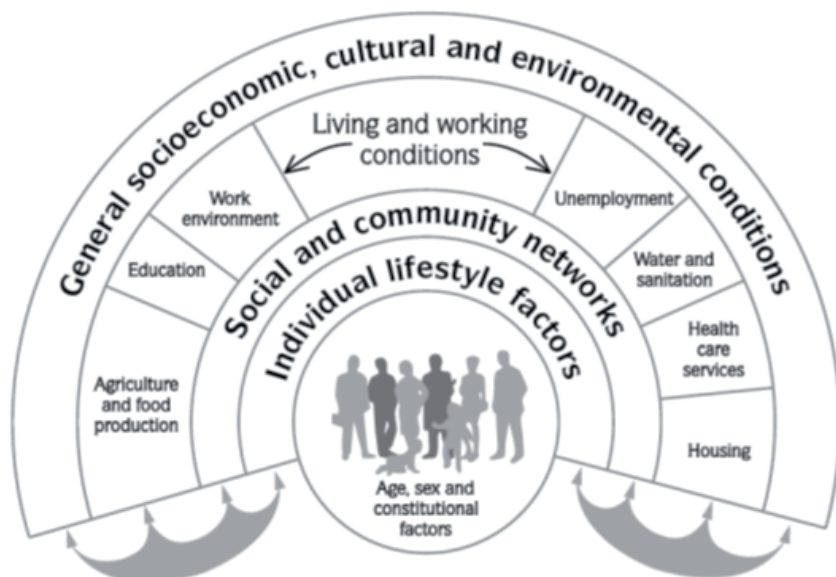 General socioeconomic, cultural and environmental conditions
Living and working
conditions
Work
environment
Unemployment
Education
Water and
sanitation
Agriculture
and food
production
Health
care
services
Housing
Social and community networks
Individual lifestyle factors
Age, sex and
constitutional
factors